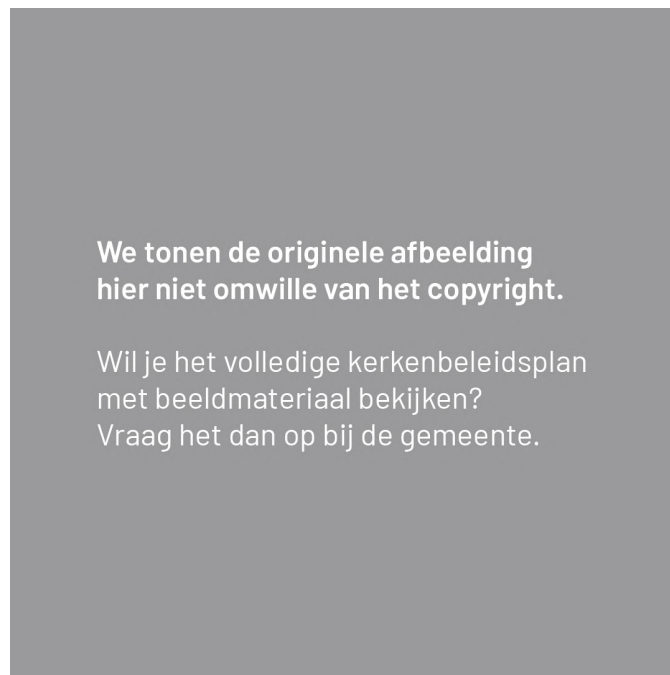 We tonen de originele afbeelding
hier niet omwille van het copyright.
Wil je het volledige kerkenbeleidsplan
met beeldmateriaal bekijken?
Vraag het dan op bij de gemeente.